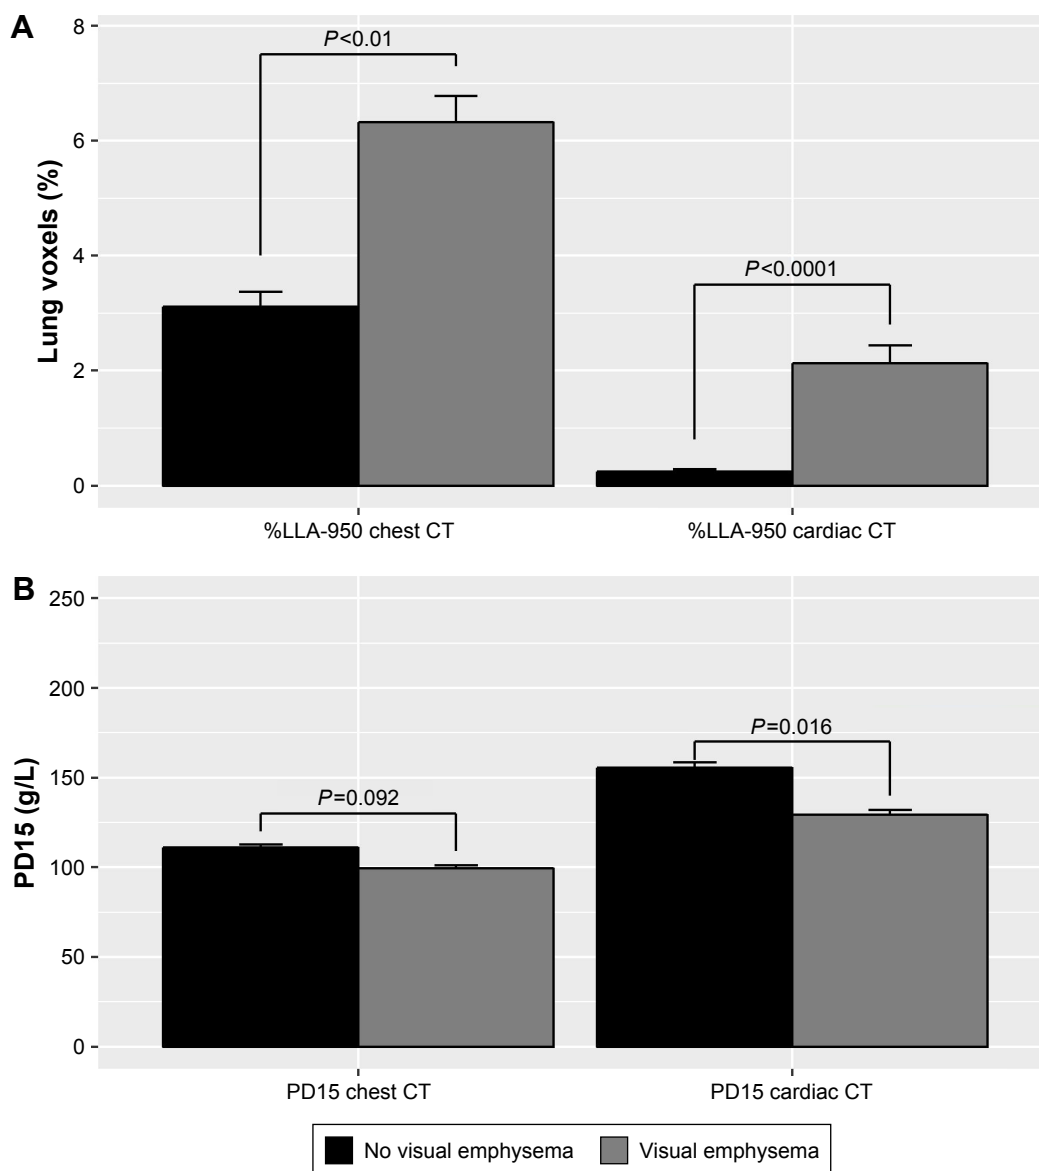 A
8
6
4
2
0
Lung voxels (%)
P<0.01
P<0.0001
%LLA-950 chest CT
%LLA-950 cardiac CT
B
250
200
150
100
50
0
PD15 (g/L)
P=0.092
P=0.016
PD15 chest CT
PD15 cardiac CT
No visual emphysema
Visual emphysema